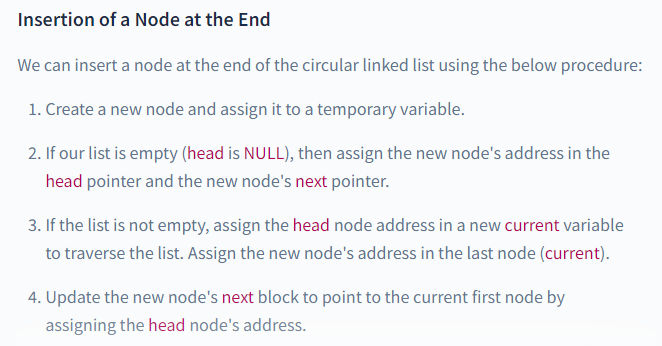 Insertion of a Node at the End
We can insert a node at the end of the circular linked list using the below procedure:
1. Create a new node and assign it to a temporary variable.
2. If our list is empty (head is NULL), then assign the new node's address in the
head pointer and the new node's next pointer.
3. If the list is not empty, assign the head node address in a new current variable
to traverse the list. Assign the new node's address in the last node (current).
4. Update the new node's next block to point to the current first node by
assigning the head node's address.